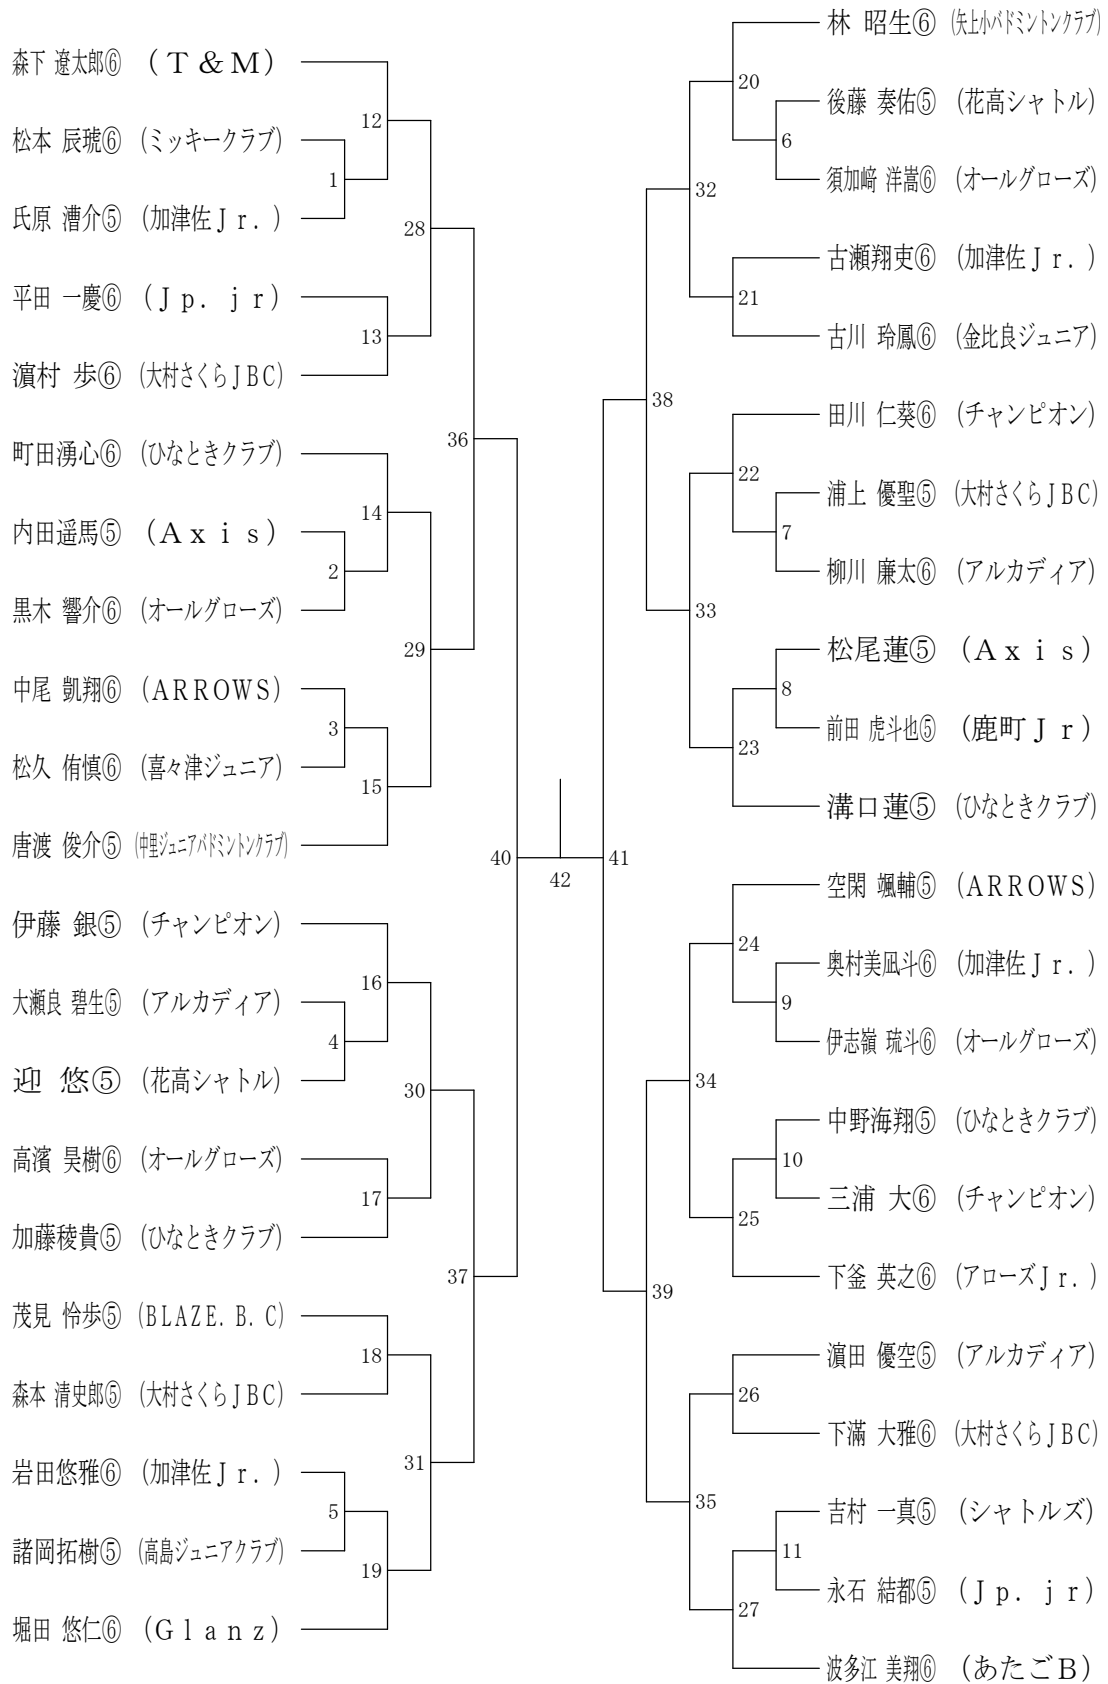 森下 遼太郎⑥ (T&M)
松本 辰琥⑥ (ミッキークラブ)
氏原 漕介⑤ (加津佐Jr.)
平田 一慶⑥ (Jp. jr)
濵村 歩⑥ (大村さくらJBC)
町田湧心⑥ (ひなときクラブ)
内田遥馬⑤ (Axis)
黒木 響介⑥ (オールグローズ)
中尾 凱翔⑥ (ARROWS)
松久 侑慎⑥ (喜々津ジュニア)
唐渡 俊介⑤ (中里ジュニアバドミントンクラブ)
伊藤 銀⑤ (チャンピオン)
大瀬良 碧生⑤ (アルカディア)
迎 悠⑤ (花高シャトル)
高濱 昊樹⑥ (オールグローズ)
加藤稜貴⑤ (ひなときクラブ)
茂見 怜歩⑤ (BLAZE. B. C)
森本 清史郎⑤ (大村さくらJBC)
岩田悠雅⑥ (加津佐Jr.)
諸岡拓樹⑤ (高島ジュニアクラブ)
堀田 悠仁⑥ (Glanz)
1
2
3
4
5
12
13
14
15
16
17
18
19
28
29
30
31
36
37
40
42
41
38
39
32
33
34
35
20
21
22
23
24
25
26
27
6
7
8
9
10
11
林 昭生⑥ (矢上小バドミントンクラブ)
後藤 奏佑⑤ (花高シャトル)
須加﨑 洋嵩⑥ (オールグローズ)
古瀬翔吏⑥ (加津佐Jr.)
古川 玲鳳⑥ (金比良ジュニア)
田川 仁葵⑥ (チャンピオン)
浦上 優聖⑤ (大村さくらJBC)
柳川 廉太⑥ (アルカディア)
松尾蓮⑤ (Axis)
前田 虎斗也⑤ (鹿町Jr)
溝口蓮⑤ (ひなときクラブ)
空閑 颯輔⑤ (ARROWS)
奥村美凪斗⑥ (加津佐Jr.)
伊志嶺 琉斗⑥ (オールグローズ)
中野海翔⑤ (ひなときクラブ)
三浦 大⑥ (チャンピオン)
下釜 英之⑥ (アローズJr.)
濵田 優空⑤ (アルカディア)
下満 大雅⑥ (大村さくらJBC)
吉村 一真⑤ (シャトルズ)
永石 結都⑤ (Jp. jr)
波多江 美翔⑥ (あたごB)